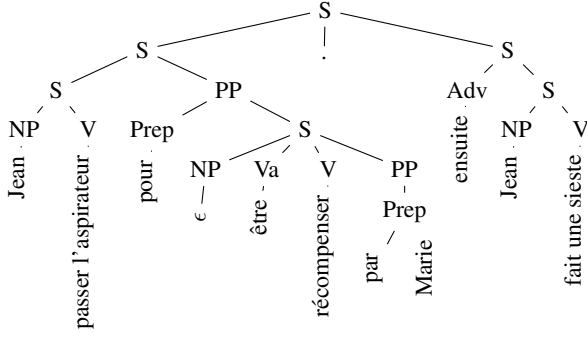 S
S . S
S PP Adv S
NP V Prep S NP V
Jean passer l'aspirateur pour NP Va V PP ensuite Jean fait une sieste
ϵ être récompenser Prep
par Marie